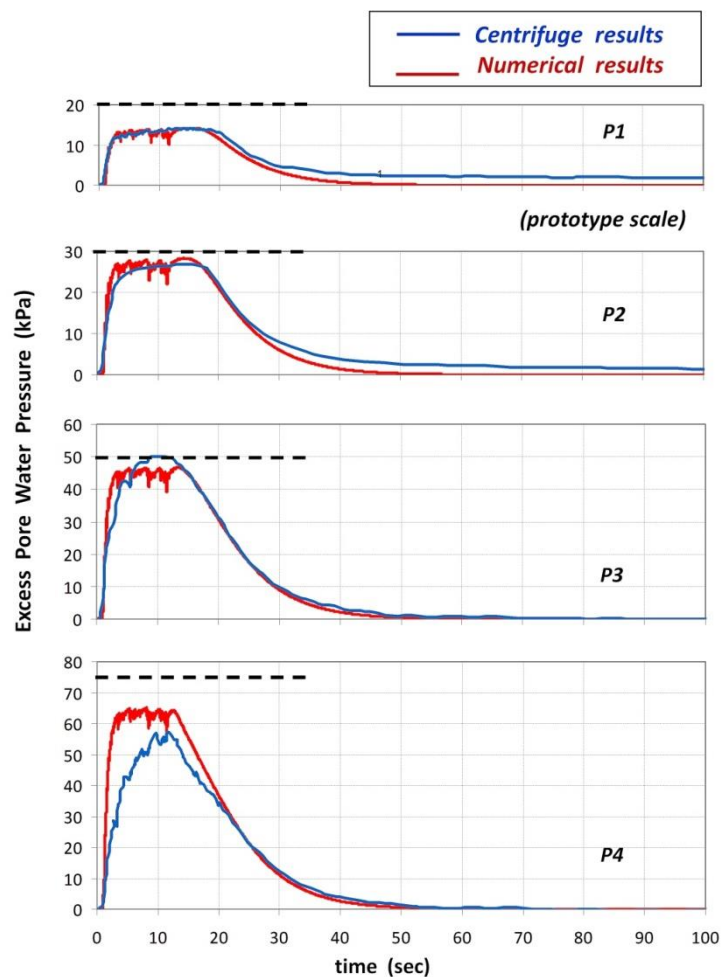 Centrifuge results
Numerical results
20
10
0
P1
1
(prototype scale)
30
20
10
0
P2
60
50
40
30
20
10
0
P3
80
70
60
50
40
30
20
10
0
P4
0 10 20 30 40 50 60 70 80 90 100
time (sec)
Excess Pore Water Pressure (kPa)